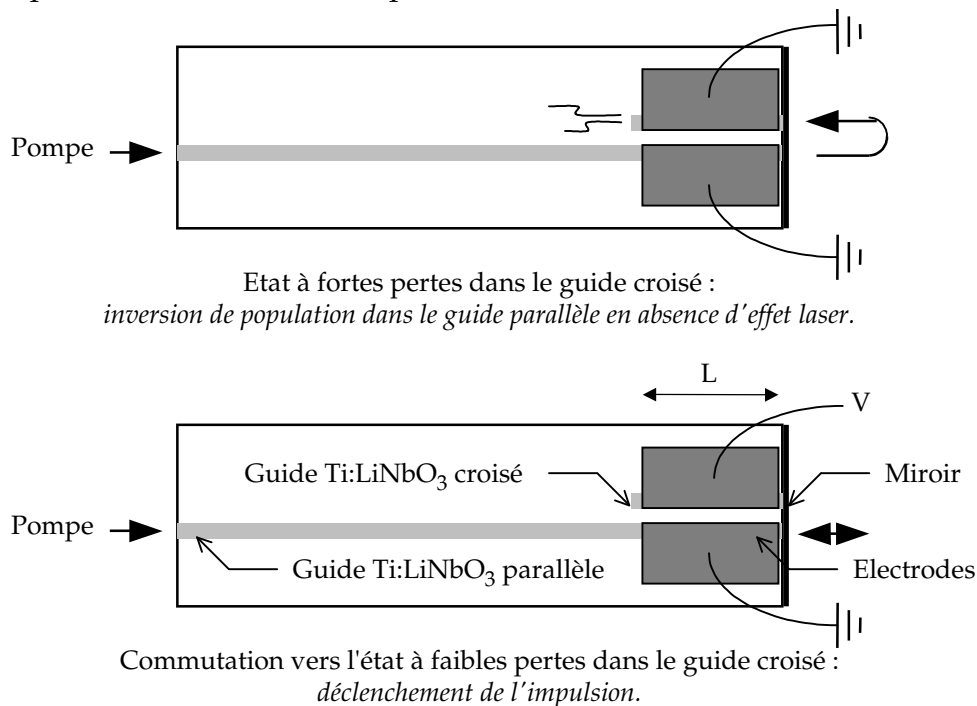 Pompe
Etat à fortes pertes dans le guide croisé :
inversion de population dans le guide parallèle en absence d'effet laser.
L
V
Guide Ti:LiNbO3 croisé
Miroir
Pompe
Guide Ti:LiNbO3 parallèle
Electrodes
Commutation vers l'état à faibles pertes dans le guide croisé :
déclenchement de l'impulsion.